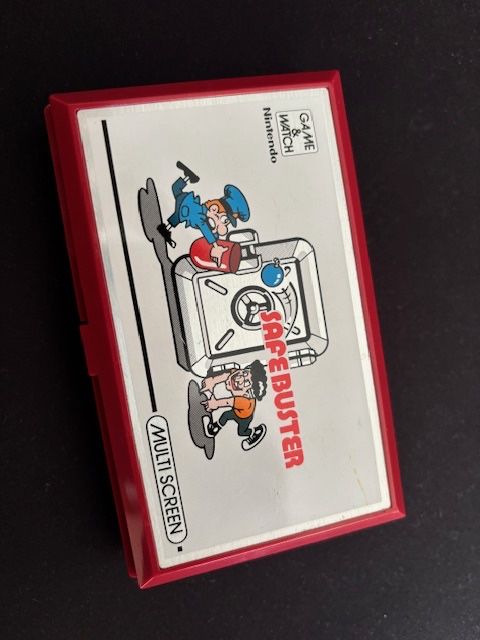 GAME
&
WATCH
Nintendo
SAFEBUSTER
MULTI SCREEN